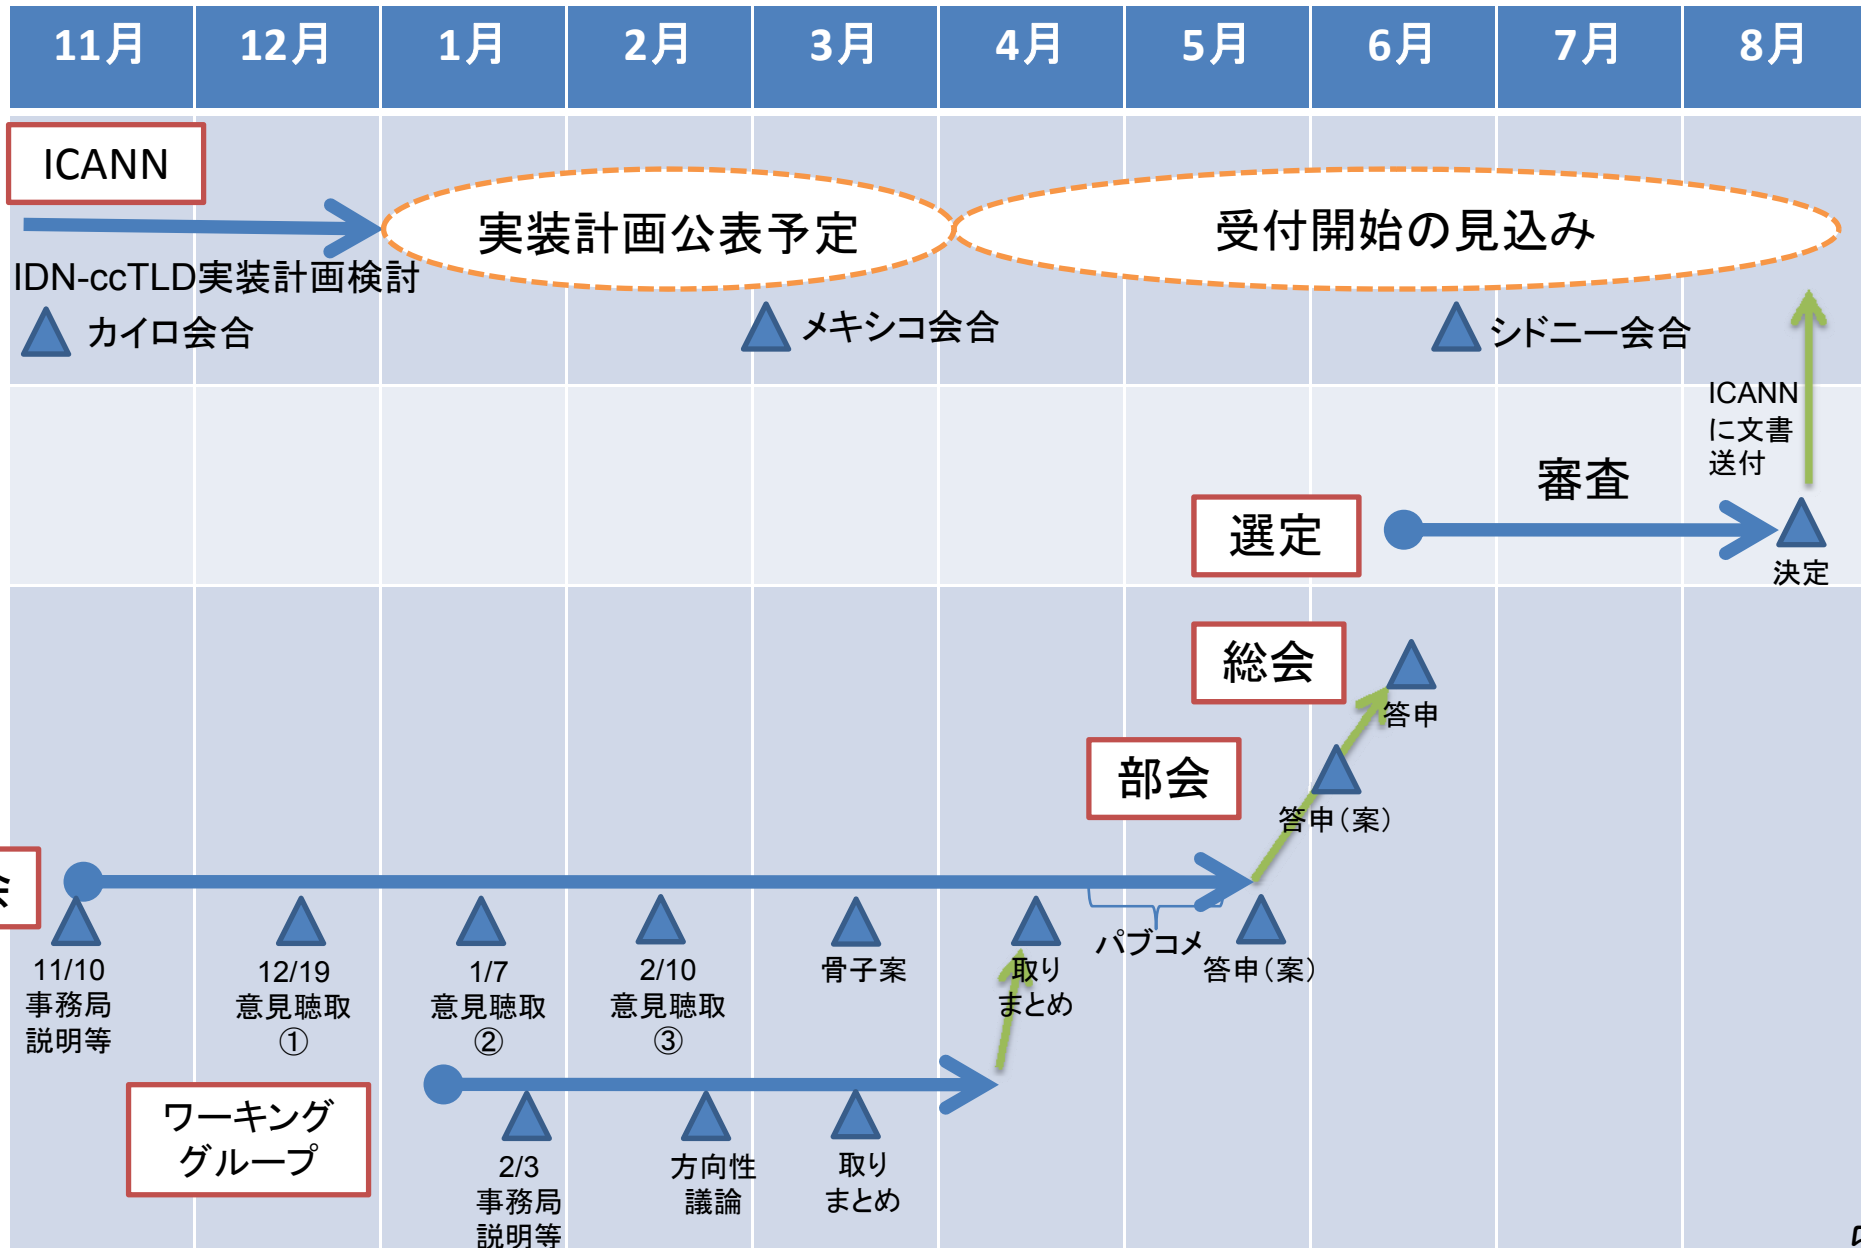 11月 12月 1月 2月 3月 4月 5月 6月 7月 8月
ICANN
実装計画公表予定
受付開始の見込み
IDN-ccTLD実装計画検討
カイロ会合
メキシコ会合
シドニー会合
ICANN
に文書
送付
審査
選定
決定
総会
答申
部会
答申(案)
会
パブコメ
11/10
事務局
説明等
12/19
意見聴取
①
1/7
意見聴取
②
2/10
意見聴取
③
骨子案
取り
まとめ
答申(案)
ワーキング
グループ
2/3
事務局
説明等
方向性
議論
取り
まとめ